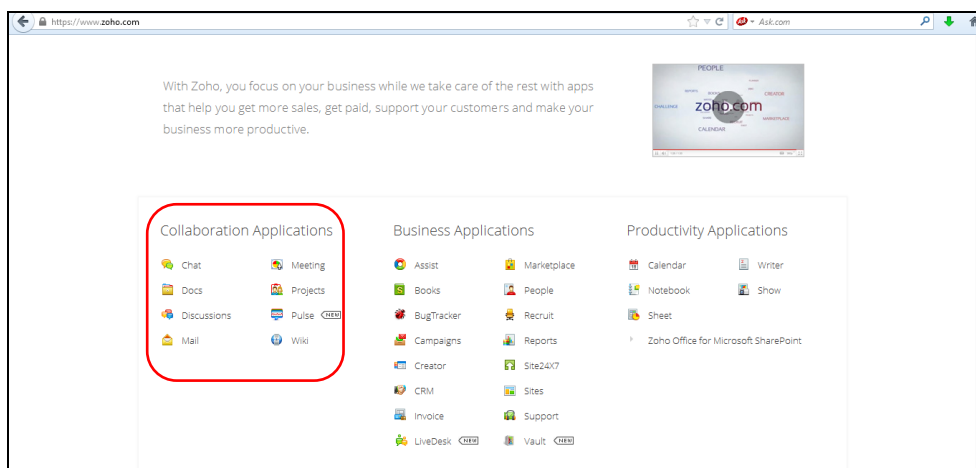 https://www.zoho.com
Ask.com
With Zoho, you focus on your business while we take care of the rest with apps
that help you get more sales, get paid, support your customers and make your
business more productive.
PEOPLE
CREATOR
CHALLENGE
zoho.com
MARKETPLACE
CALENDAR
Collaboration Applications
Chat
Meeting
Docs
Projects
Discussions
Pulse NEW
Mail
Wiki
Business Applications
Assist
Marketplace
Books
People
BugTracker
Recruit
Campaigns
Reports
Creator
Site24X7
CRM
Sites
Invoice
Support
LiveDesk NEW
Vault NEW
Productivity Applications
Calendar
Writer
Notebook
Show
Sheet
Zoho Office for Microsoft SharePoint